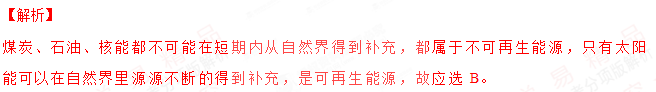 【解析】
煤炭、石油、核能都不可能在短期内从自然界得到补充，都属于不可再生能源，只有太阳
能可以在自然界里源源不断的得到补充，是可再生能源，故应选 B。